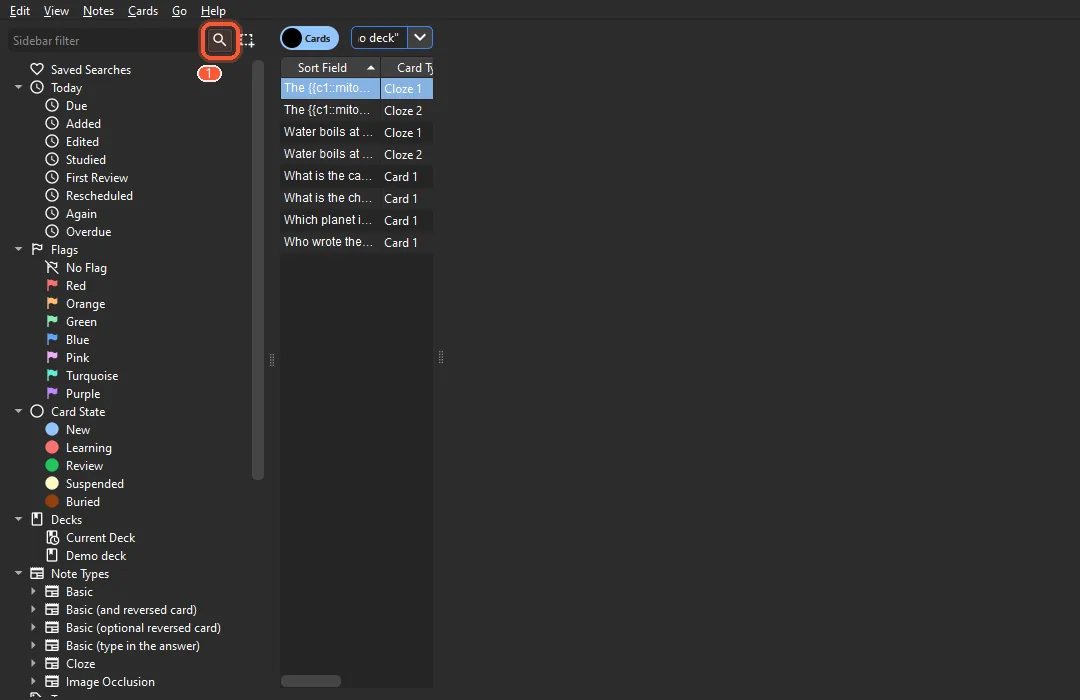 Edit View Notes Cards Go Help
Sidebar filter
1
Cards
o deck"
Saved Searches
Today
Due
Added
Edited
Studied
First Review
Rescheduled
Again
Overdue
Flags
No Flag
Red
Orange
Green
Blue
Pink
Turquoise
Purple
Card State
New
Learning
Review
Suspended
Buried
Decks
Current Deck
Demo deck
Note Types
Basic
Basic (and reversed card)
Basic (optional reversed card)
Basic (type in the answer)
Cloze
Image Occlusion
Sort Field Card Ty
The {{c1::mito... Cloze 1
The {{c1::mito... Cloze 2
Water boils at ... Cloze 1
Water boils at ... Cloze 2
What is the ca... Card 1
What is the ch... Card 1
Which planet i... Card 1
Who wrote the... Card 1